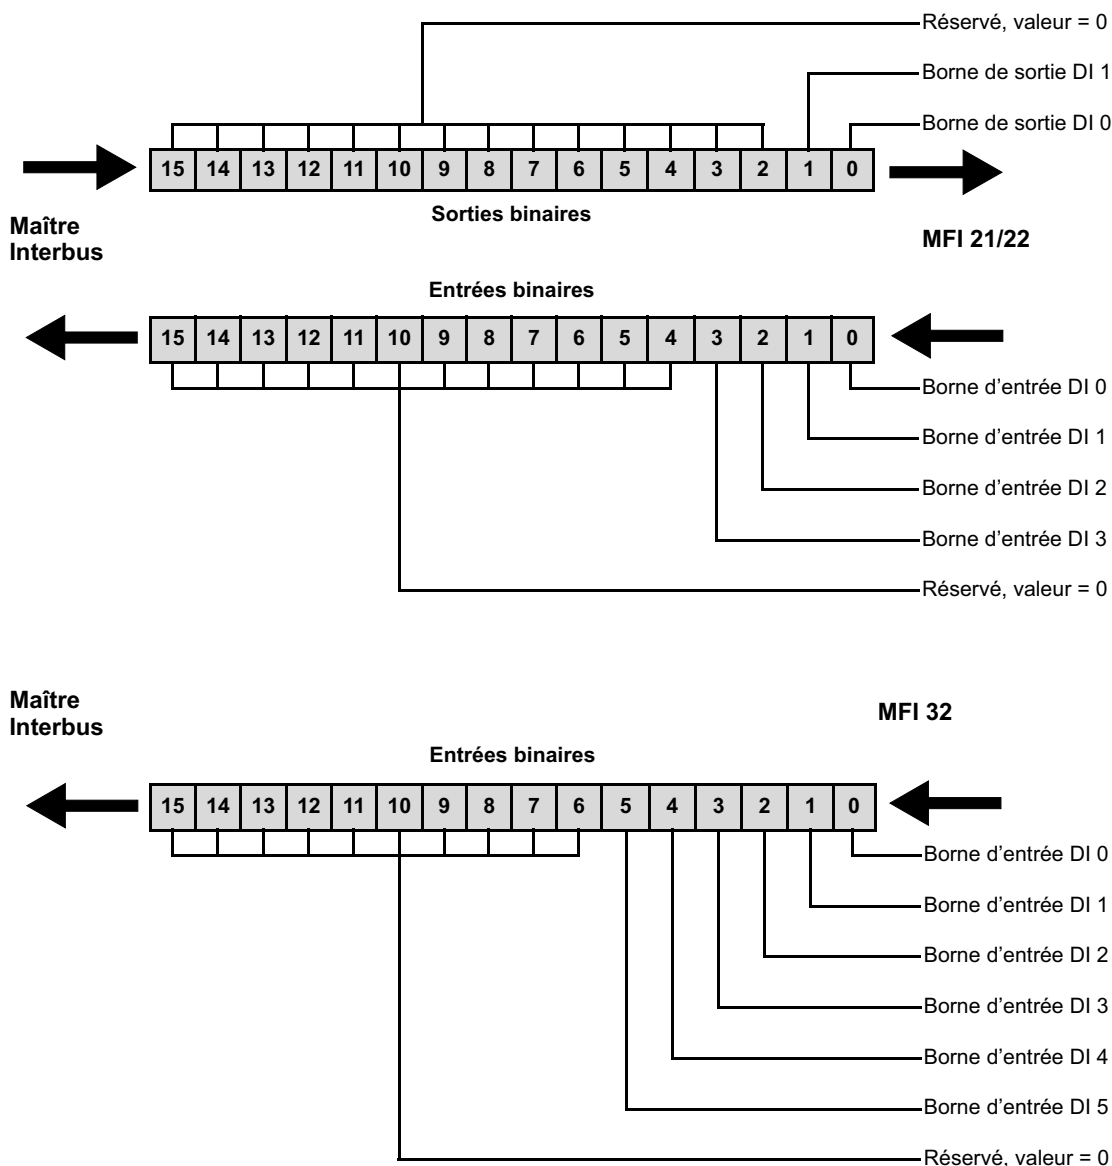 Réservé, valeur = 0
Borne de sortie DI 1
Borne de sortie DI 0
15 14 13 12 11 10 9 8 7 6 5 4 3 2 1 0
Sorties binaires
Maître
Interbus
MFI 21/22
Entrées binaires
15 14 13 12 11 10 9 8 7 6 5 4 3 2 1 0
Borne d'entrée DI 0
Borne d'entrée DI 1
Borne d'entrée DI 2
Borne d'entrée DI 3
Réservé, valeur = 0
Maître
Interbus
MFI 32
Entrées binaires
15 14 13 12 11 10 9 8 7 6 5 4 3 2 1 0
Borne d'entrée DI 0
Borne d'entrée DI 1
Borne d'entrée DI 2
Borne d'entrée DI 3
Borne d'entrée DI 4
Borne d'entrée DI 5
Réservé, valeur = 0